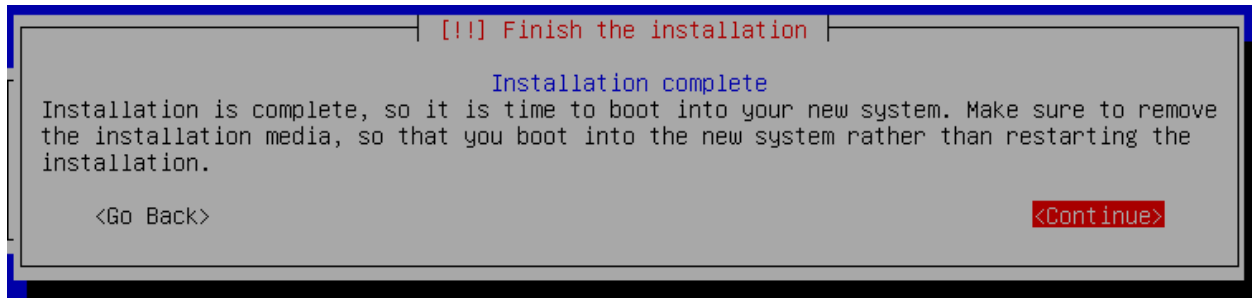 [!!] Finish the installation
Installation complete
Installation is complete, so it is time to boot into your new system. Make sure to remove
the installation media, so that you boot into the new system rather than restarting the
installation.
<Go Back> <Continue>